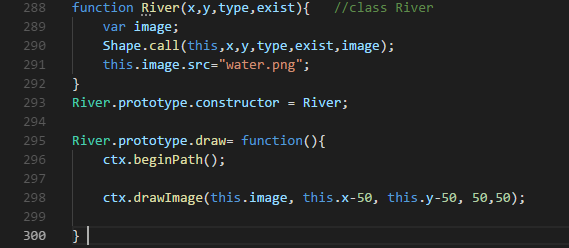 288 function River(x,y,type,exist){ //class River
289 var image;
290 Shape.call(this,x,y,type,exist,image);
291 this.image.src="water.png";
292 }
293 River.prototype.constructor = River;
294
295 River.prototype.draw= function(){
296 ctx.beginPath();
297
298 ctx.drawImage(this.image, this.x-50, this.y-50, 50,50);
299
300 }